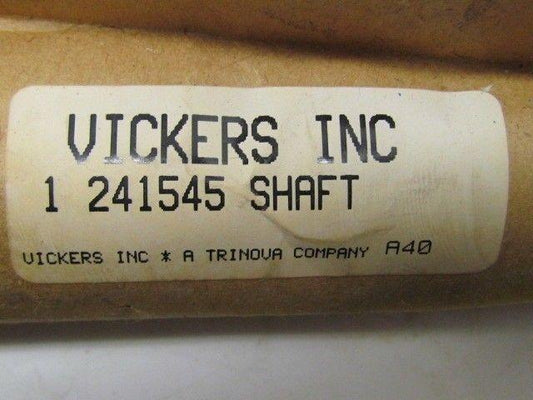 VICKERS INC
1 241545 SHAFT
VICKERS INC * A TRINOVA COMPANY A40